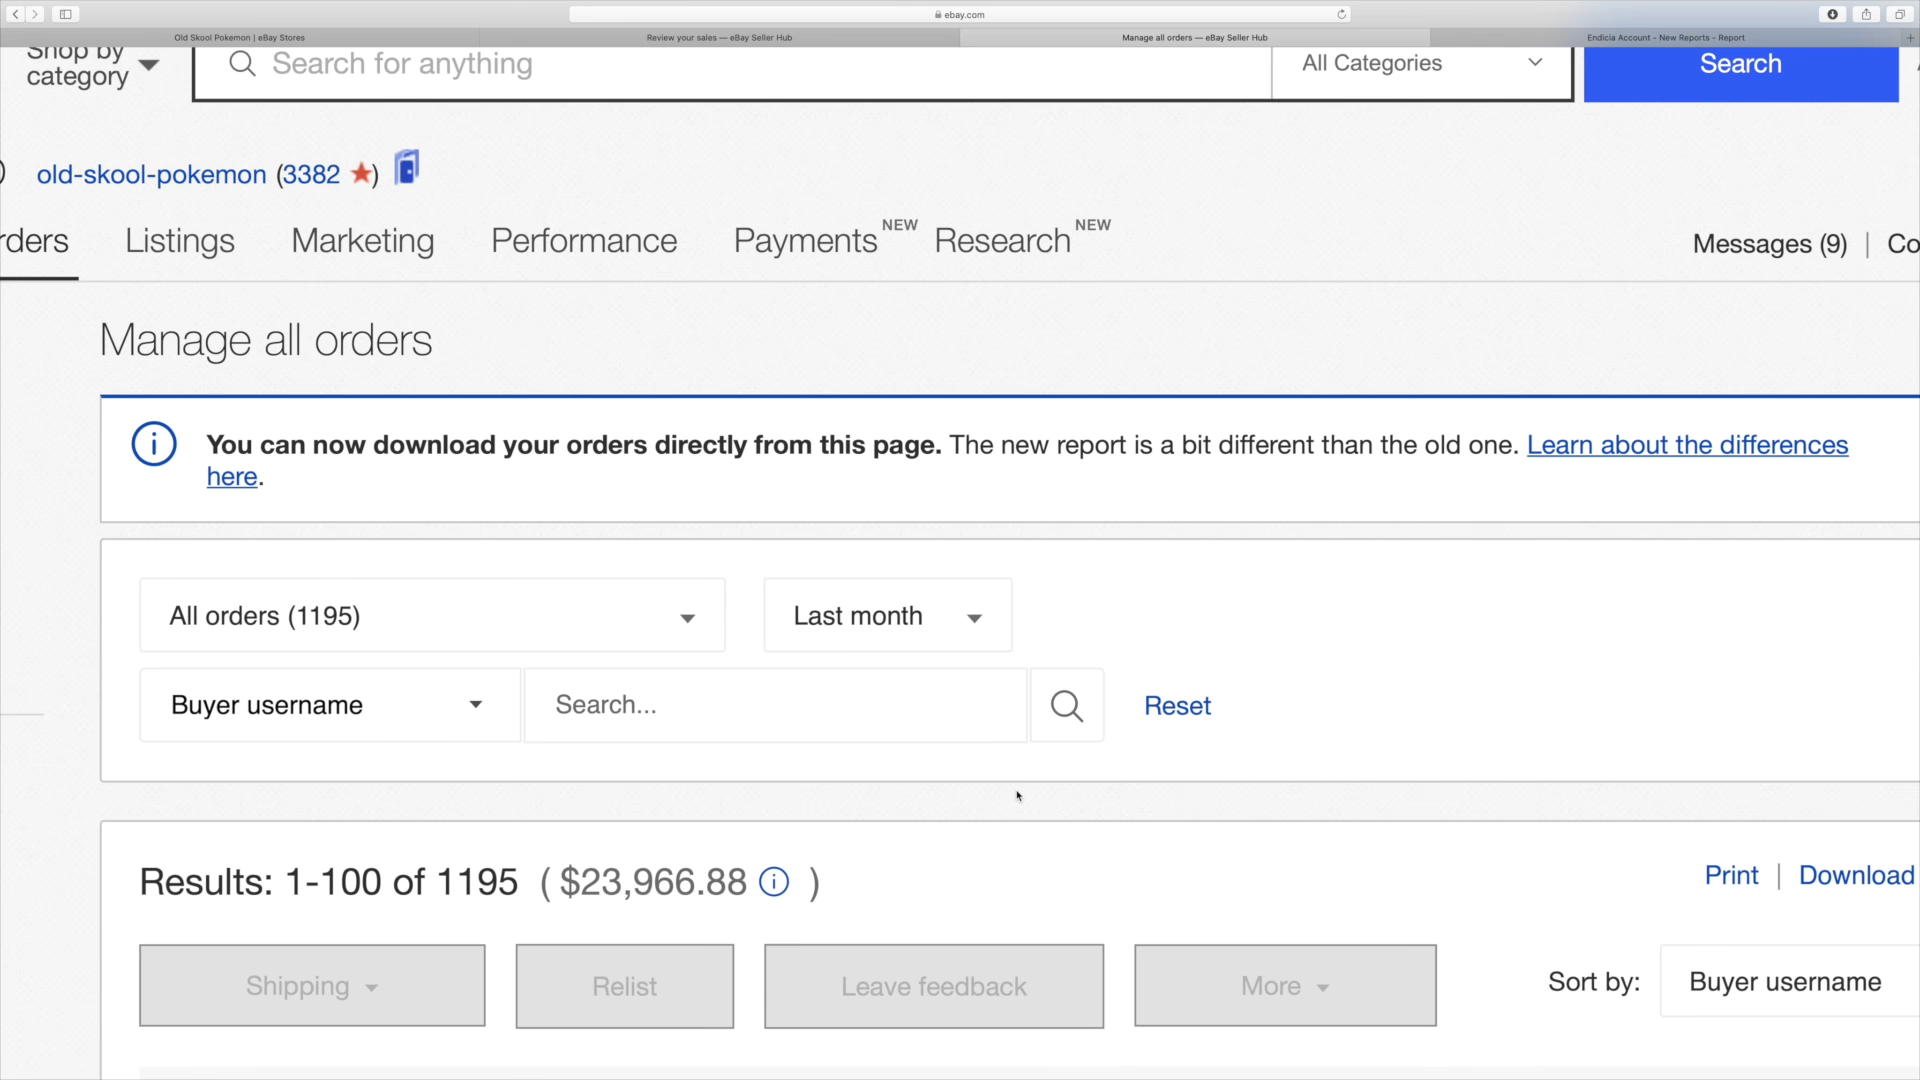 ebay.com
Old Skool Pokemon | eBay Stores
Review your sales — eBay Seller Hub
Manage all orders — eBay Seller Hub
Endicia Account - New Reports - Report
Shop by
category
Search for anything
All Categories
Search
old-skool-pokemon (3382 ★)
rders
Listings
Marketing
Performance
Payments NEW
Research NEW
Messages (9) | Co
Manage all orders
You can now download your orders directly from this page. The new report is a bit different than the old one. Learn about the differences
here.
All orders (1195)
Last month
Buyer username
Search...
Reset
Results: 1-100 of 1195 ( $23,966.88 )
Print | Download
Shipping
Relist
Leave feedback
More
Sort by:
Buyer username